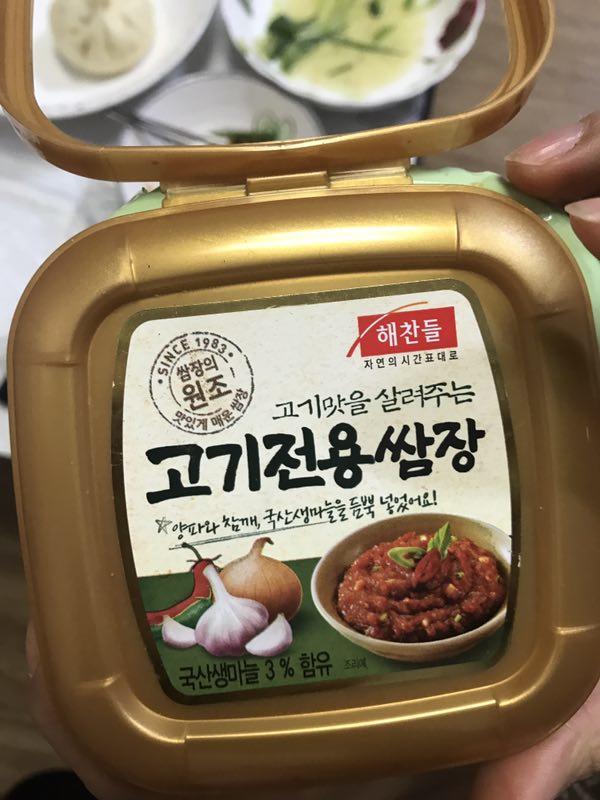 해찬들
자연의시간표대로
SINCE 1983
쌈장의
원조
맛있게 매운 쌈장
고기맛을 살려주는
고기전용쌈장
양파와 참깨, 국산생마늘을 듬뿍 넣었어요!
국산생마늘 3% 함유
조리예